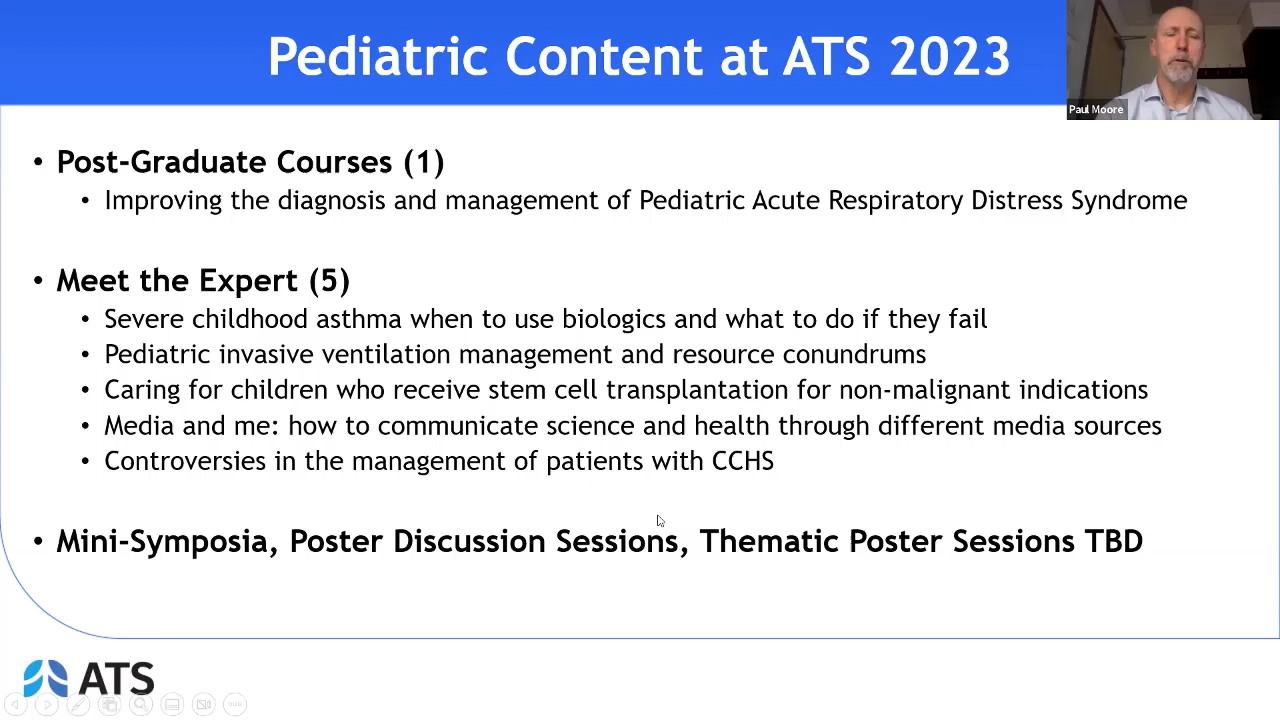 Pediatric Content at ATS 2023
Paul Moore
• Post-Graduate Courses (1)
• Improving the diagnosis and management of Pediatric Acute Respiratory Distress Syndrome
• Meet the Expert (5)
• Severe childhood asthma when to use biologics and what to do if they fail
• Pediatric invasive ventilation management and resource conundrums
• Caring for children who receive stem cell transplantation for non-malignant indications
• Media and me: how to communicate science and health through different media sources
• Controversies in the management of patients with CCHS
• Mini-Symposia, Poster Discussion Sessions, Thematic Poster Sessions TBD
ATS